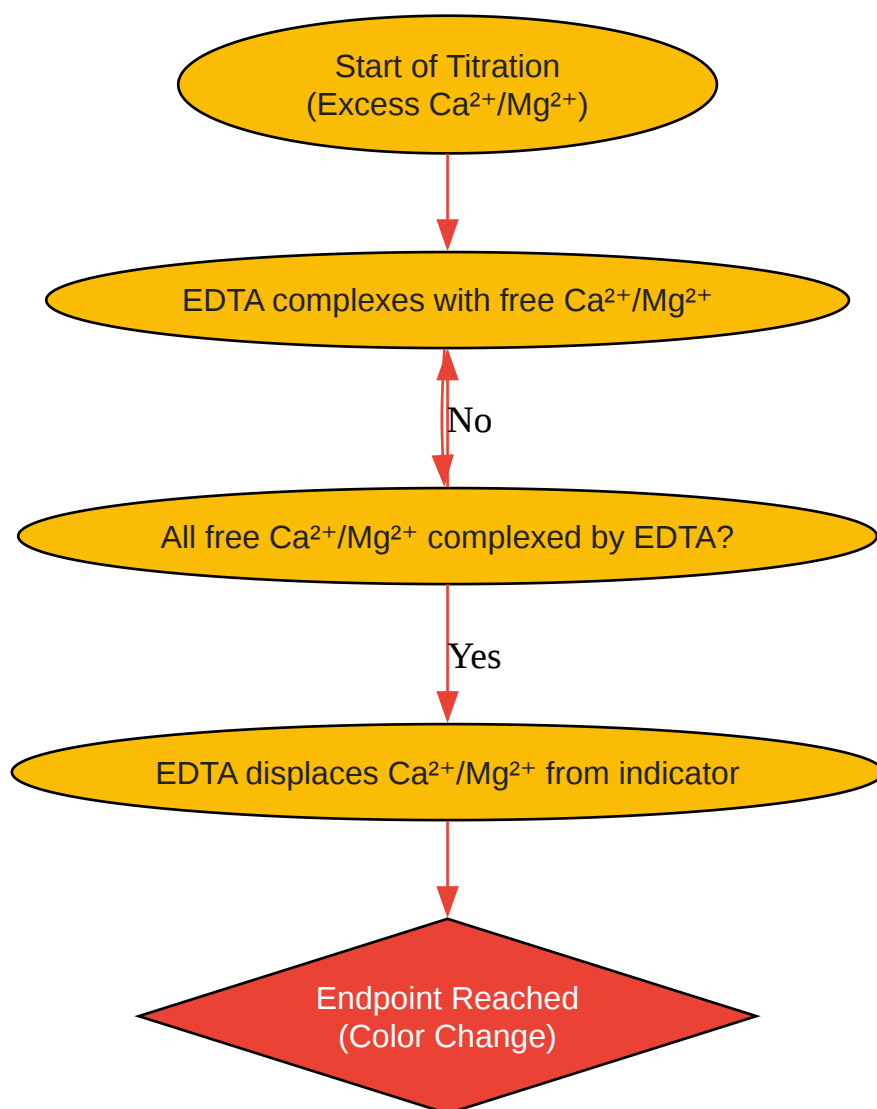 Start of Titration
(Excess Ca²⁺/Mg²⁺)
EDTA complexes with free Ca²⁺/Mg²⁺
No
All free Ca²⁺/Mg²⁺ complexed by EDTA?
Yes
EDTA displaces Ca²⁺/Mg²⁺ from indicator
Endpoint Reached
(Color Change)